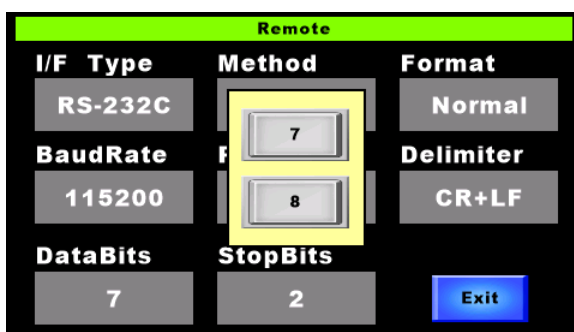 Remote
I/F Type Method Format
RS-232C Normal
7
BaudRate Delimiter
115200 8 CR+LF
DataBits StopBits
7 2 Exit